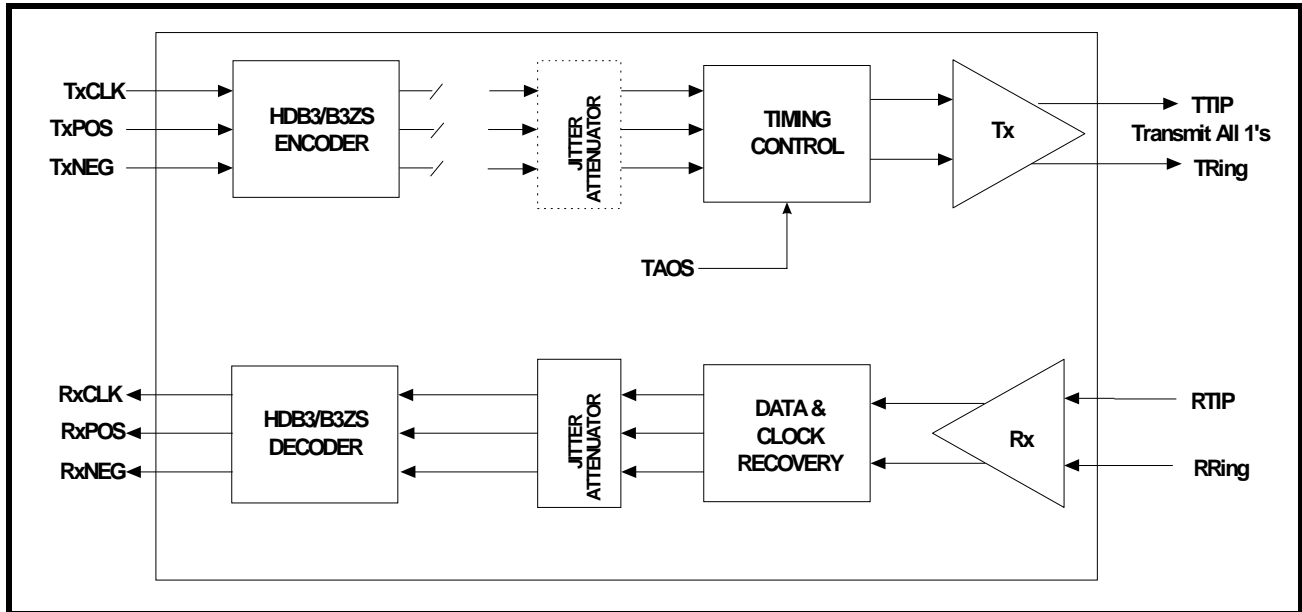 TxCLK
TxPOS
TxNEG
HDB3/B3ZS
ENCODER
JITTER
ATTENUATOR
TIMING
CONTROL
Tx
TTIP
Transmit All 1's
TRing
TAOS
RxCLK
RxPOS
RxNEG
HDB3/B3ZS
DECODER
JITTER
ATTENUATOR
DATA &
CLOCK
RECOVERY
Rx
RTIP
RRing